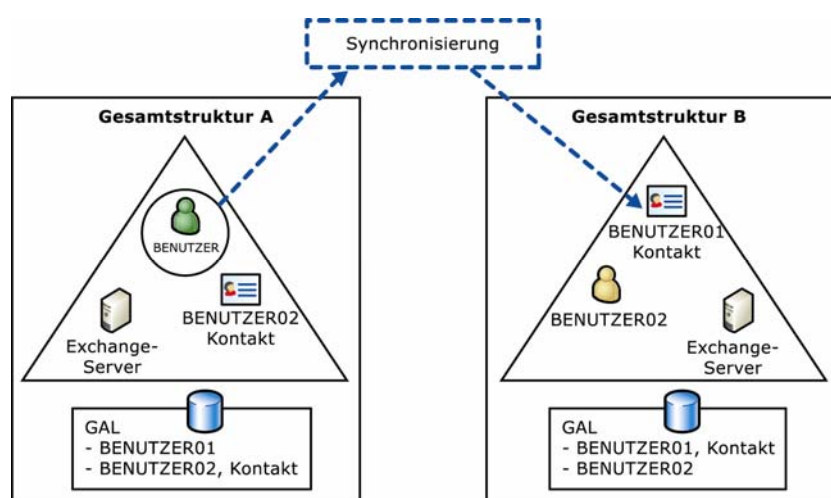 Synchronisierung
Gesamtstruktur A
BENUTZER
BENUTZER02
Kontakt
Exchange-
Server
GAL
- BENUTZER01
- BENUTZER02, Kontakt
Gesamtstruktur B
BENUTZER01
Kontakt
BENUTZER02
Exchange-
Server
GAL
- BENUTZER01, Kontakt
- BENUTZER02